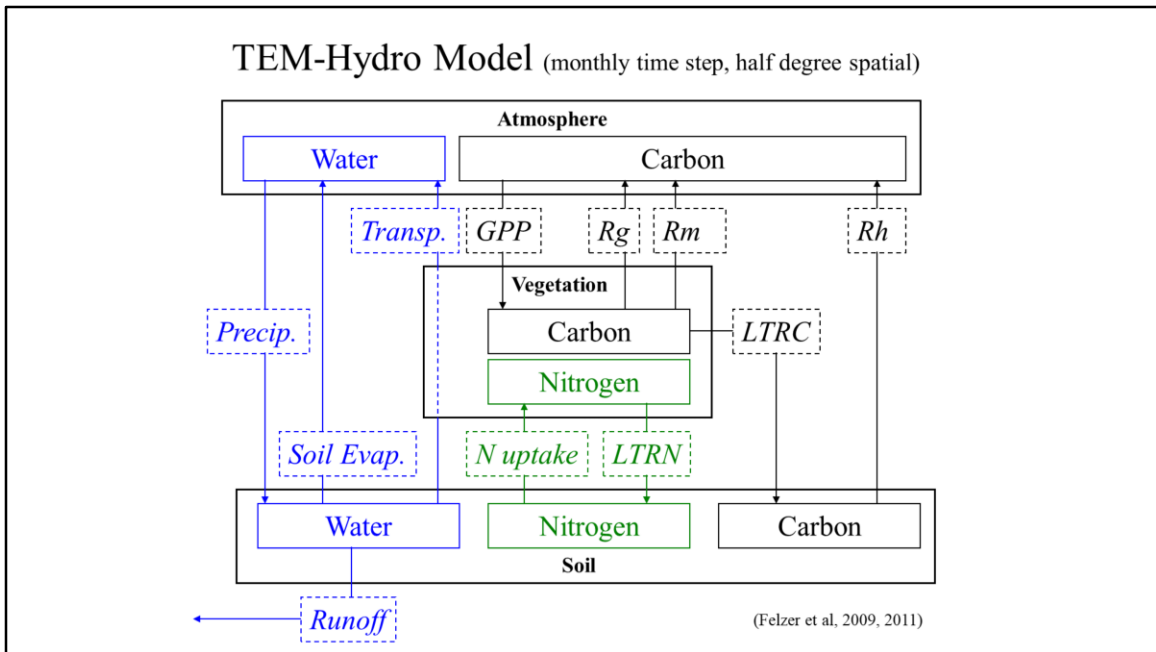 TEM-Hydro Model (monthly time step, half degree spatial)
Atmosphere
Water
Carbon
Transp.
GPP
Rg
Rm
Rh
Vegetation
Precip.
Carbon
LTRC
Nitrogen
Soil Evap.
N uptake
LTRN
Water
Nitrogen
Carbon
Soil
Runoff
(Felzer et al, 2009, 2011)